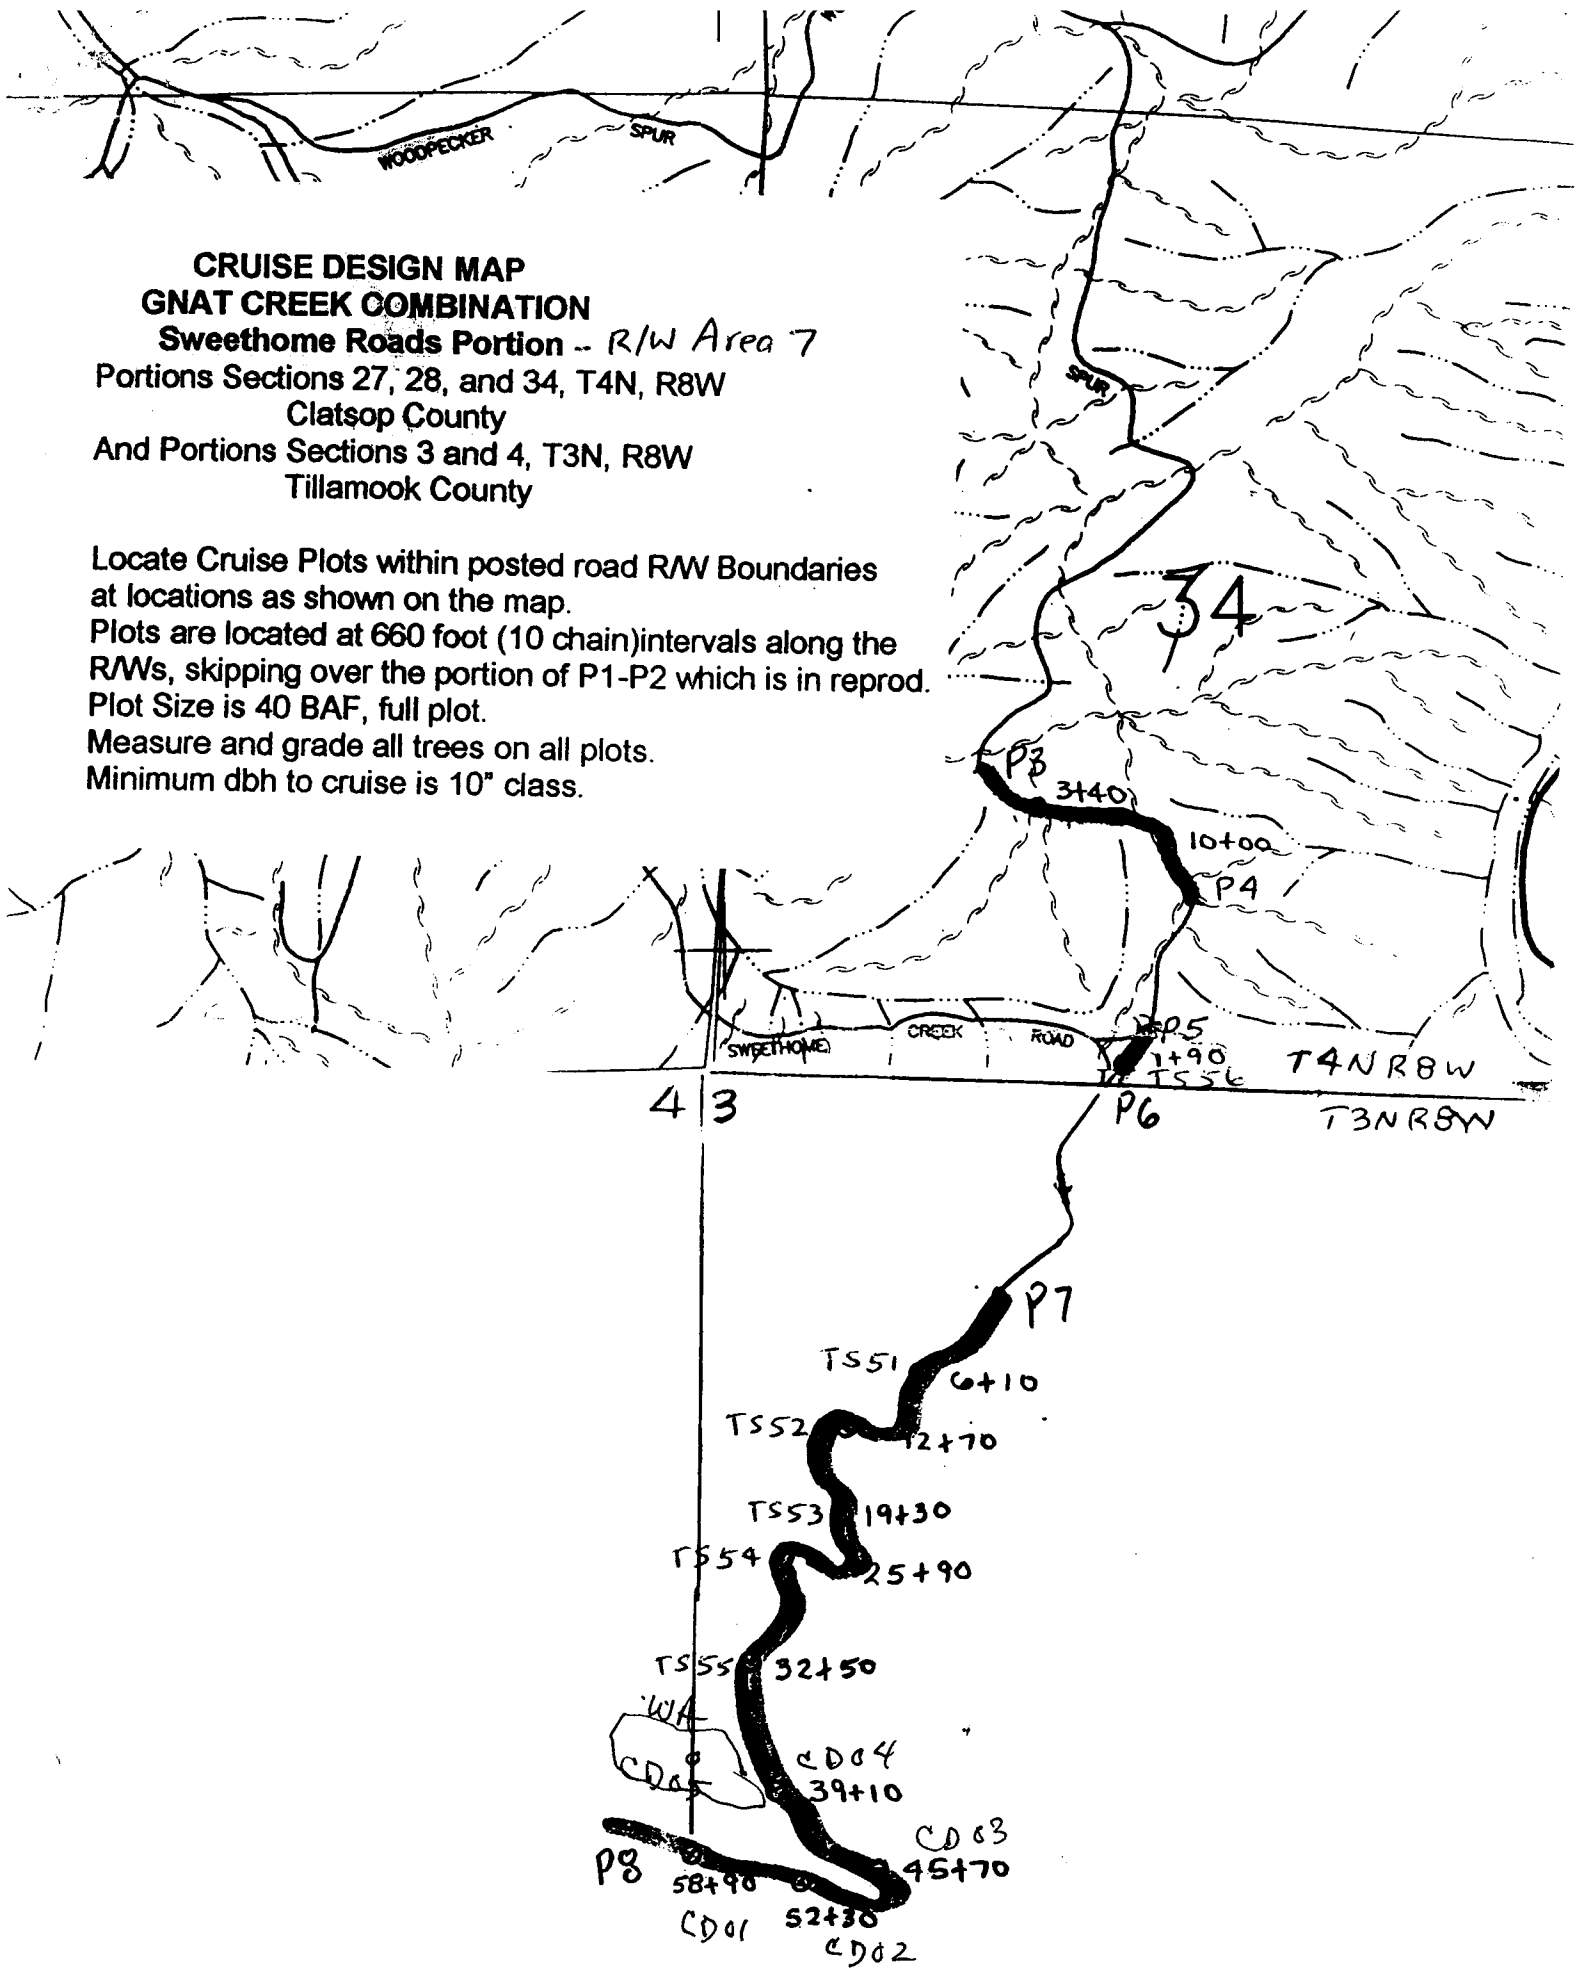 WOODPECKER
SPUR
CRUISE DESIGN MAP
GNAT CREEK COMBINATION
Sweethome Roads Portion -- R/W Area 7
Portions Sections 27, 28, and 34, T4N, R8W
Clatsop County
And Portions Sections 3 and 4, T3N, R8W
Tillamook County
SPUR
Locate Cruise Plots within posted road R/W Boundaries
at locations as shown on the map.
Plots are located at 660 foot (10 chain)intervals along the
R/Ws, skipping over the portion of P1-P2 which is in reprod.
Plot Size is 40 BAF, full plot.
Measure and grade all trees on all plots.
Minimum dbh to cruise is 10" class.
34
P3
3+40
10+00
P4
SWEETHOME
CREEK
ROAD
P5
1+90
TS56
T4N R8W
4 3
P6
T3N R8W
P7
TS51
6+10
TS52
12+70
TS53
19+30
TS54
25+90
TS55
32+50
WA
CD05
CD04
39+10
CD03
45+70
P8
58+90
CD01
52+30
CD02